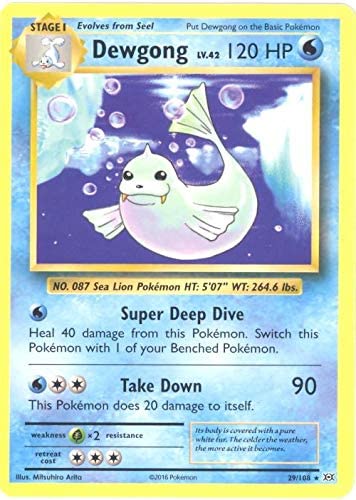 STAGE 1 Evolves from Seel Put Dewgong on the Basic Pokémon
Dewgong LV.42 120 HP
NO. 087 Sea Lion Pokémon HT: 5'07" WT: 264.6 lbs.
Super Deep Dive
Heal 40 damage from this Pokémon. Switch this
Pokémon with 1 of your Benched Pokémon.
Take Down 90
This Pokémon does 20 damage to itself.
weakness ×2 resistance
retreat cost
Its body is covered with a pure
white fur. The colder the weather,
the more active it becomes.
Illus. Mitsuhiro Arita ©2016 Pokémon 29/108 ★